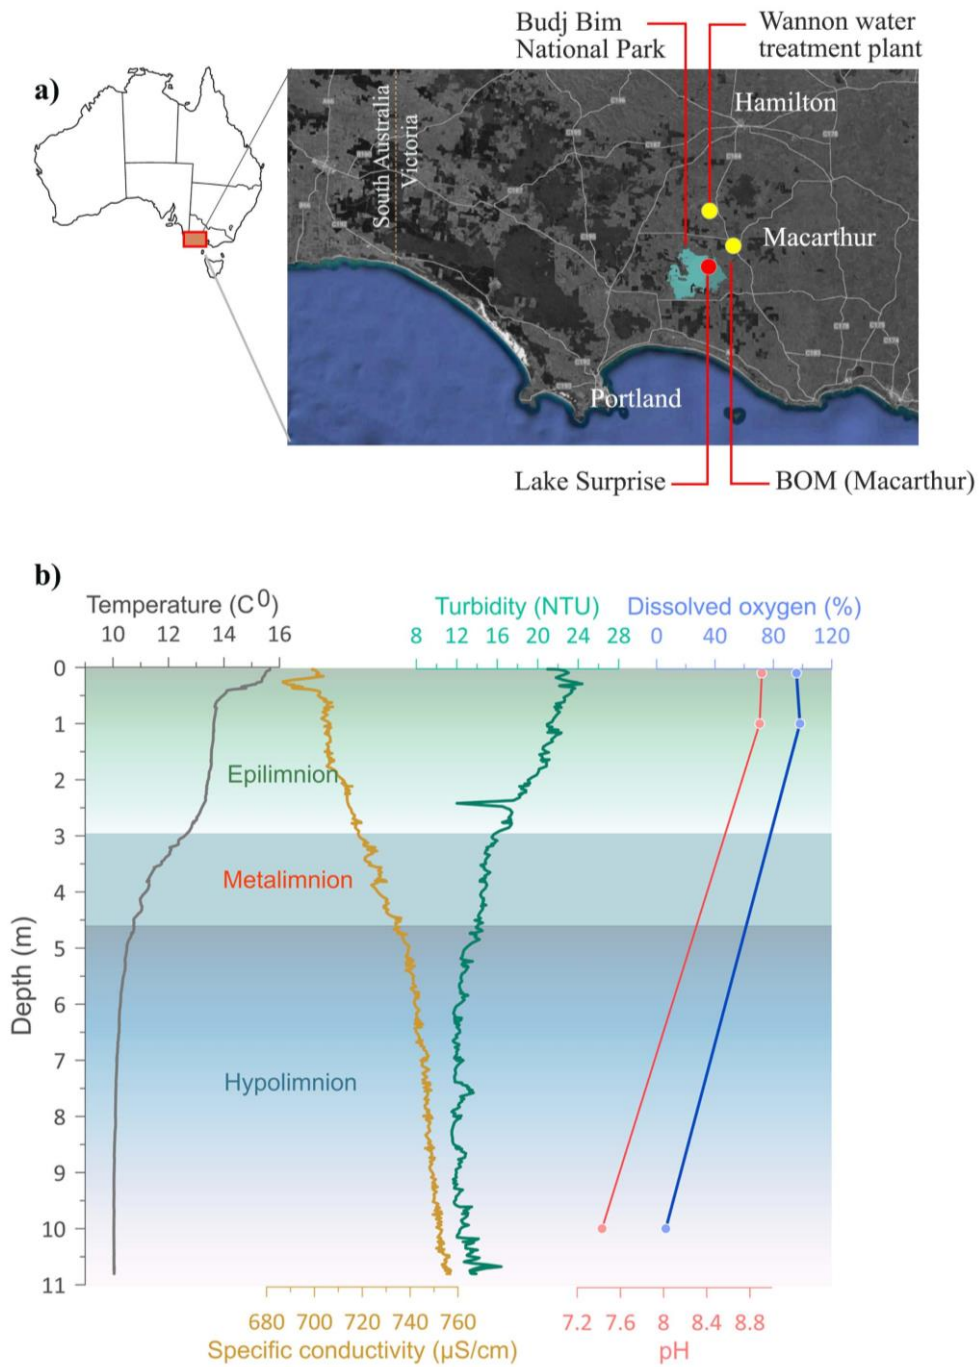 Budj Bim
National Park
Wannon water
treatment plant
a)
South Australia
Victoria
Hamilton
Macarthur
Portland
Lake Surprise
BOM (Macarthur)
b)
Temperature (C⁰)
Turbidity (NTU)
Dissolved oxygen (%)
10 12 14 16
8 12 16 20 24 28
0 40 80 120
0
1
2
3
4
5
6
7
8
9
10
11
Depth (m)
Epilimnion
Metalimnion
Hypolimnion
680 700 720 740 760
7.2 7.6 8 8.4 8.8
Specific conductivity (µS/cm)
pH